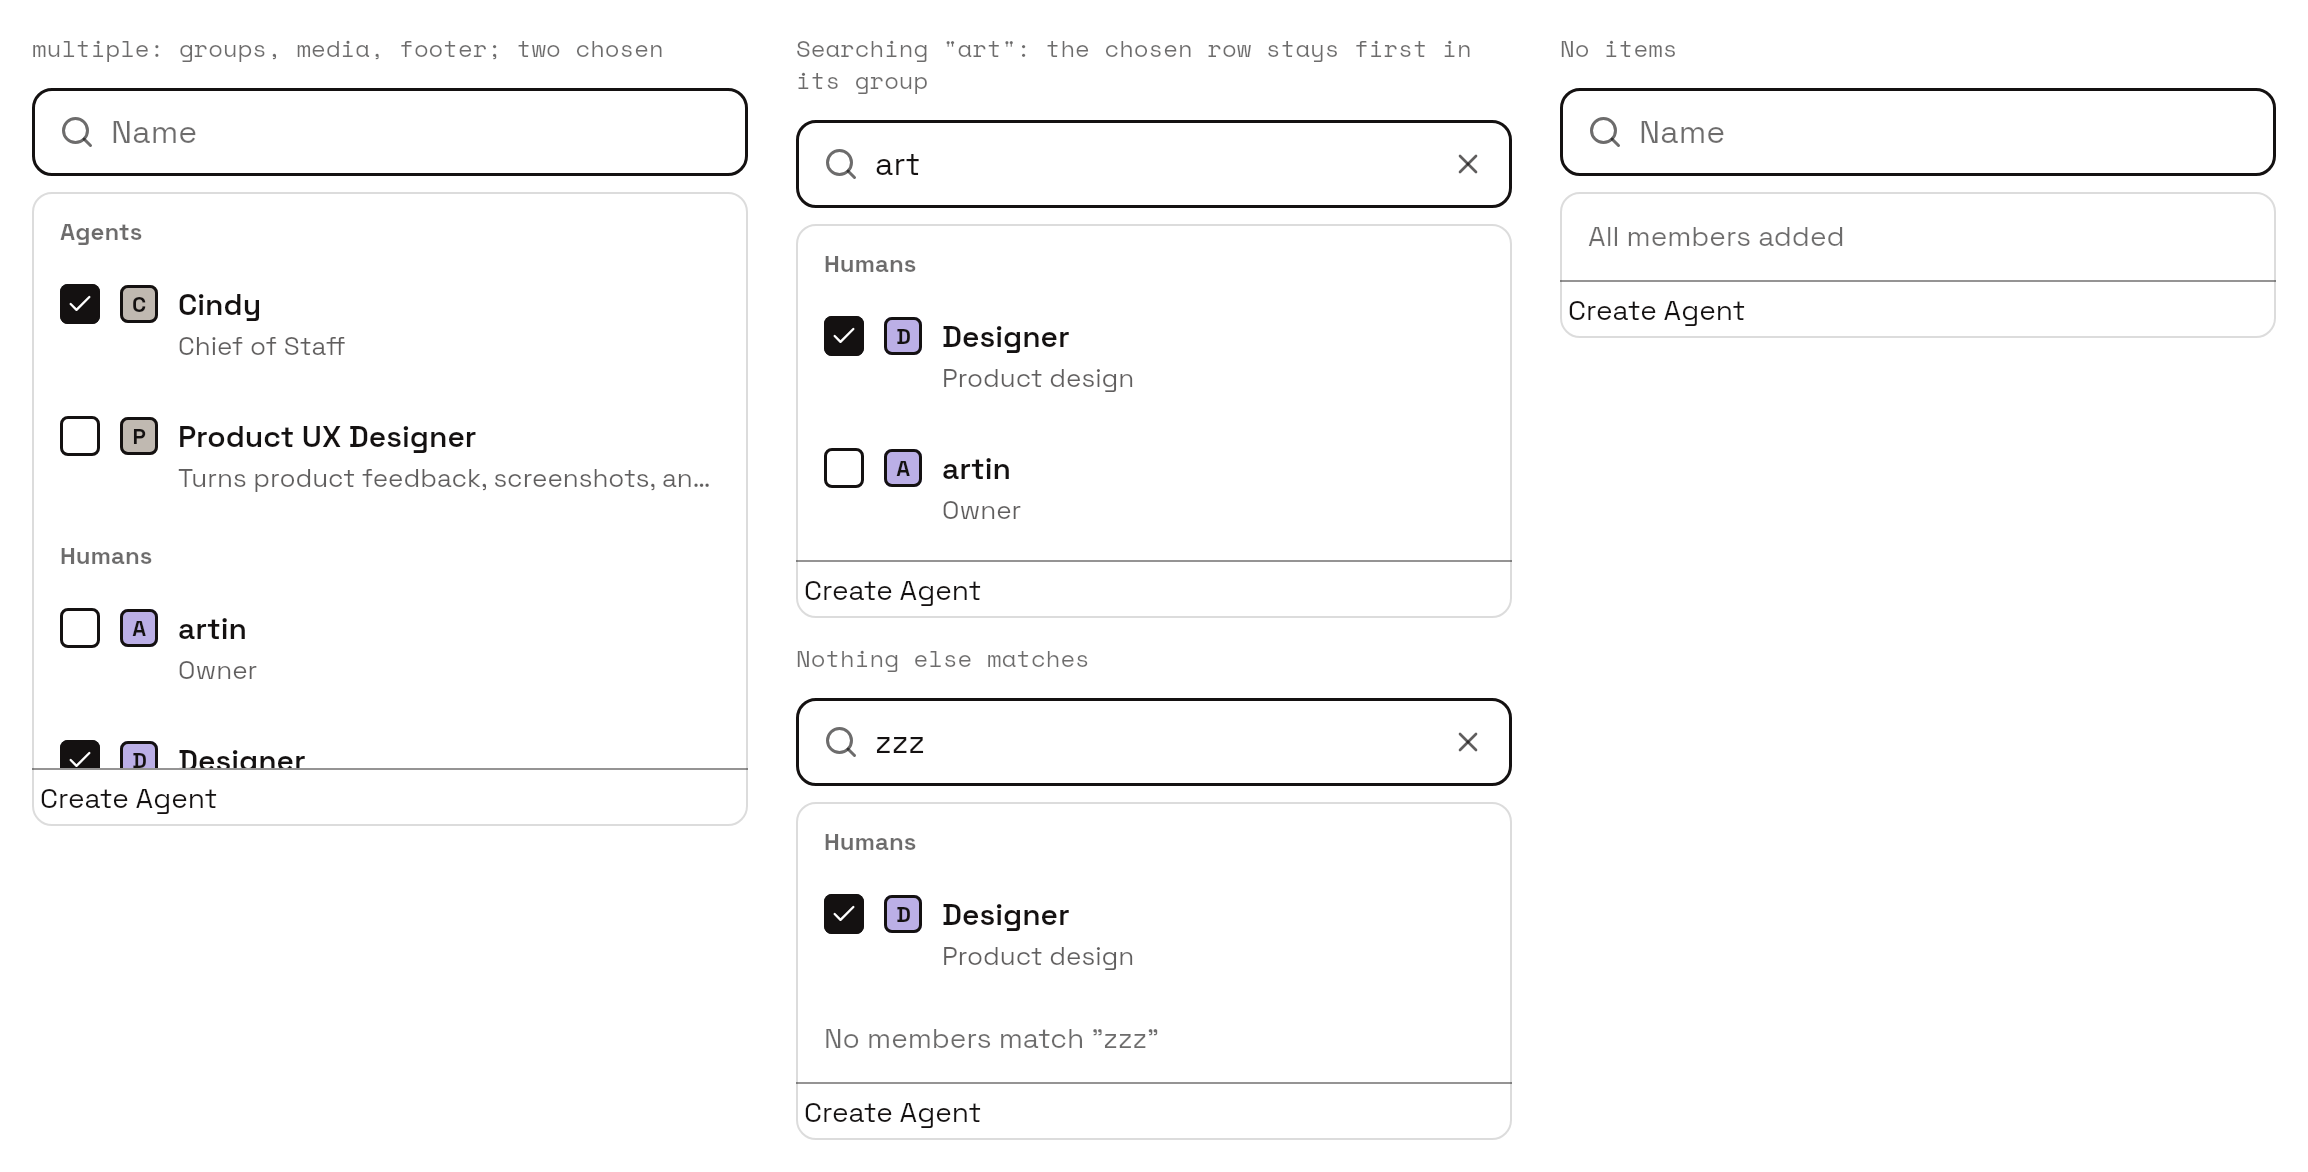 multiple: groups, media, footer; two chosen
Name
Agents
C Cindy
Chief of Staff
P Product UX Designer
Turns product feedback, screenshots, an...
Humans
A artin
Owner
D Designer
Create Agent
Searching "art": the chosen row stays first in
its group
art
Humans
D Designer
Product design
A artin
Owner
Create Agent
Nothing else matches
zzz
Humans
D Designer
Product design
No members match ”zzz”
Create Agent
No items
Name
All members added
Create Agent